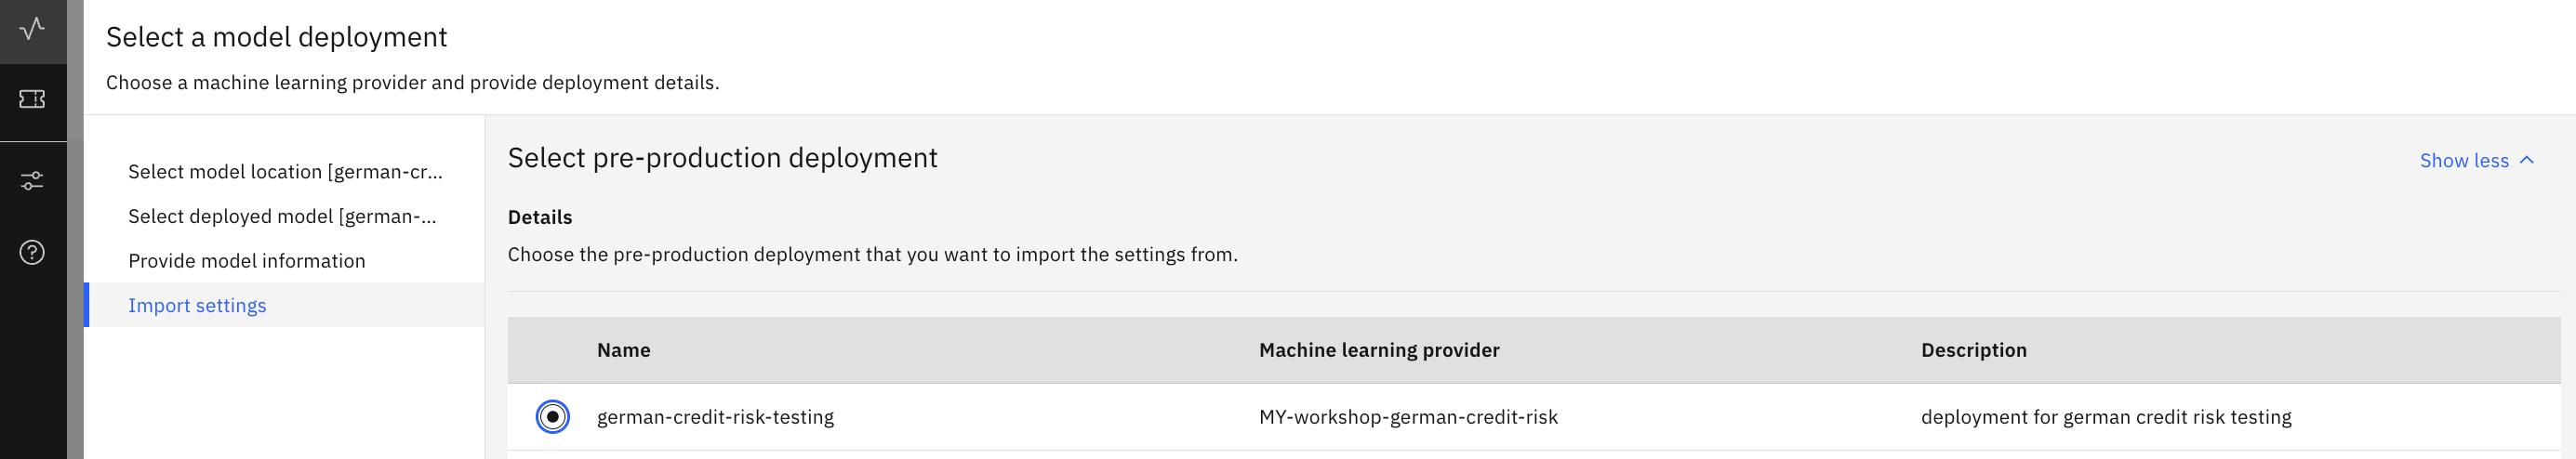 Select a model deployment
Choose a machine learning provider and provide deployment details.
Select model location [german-cr...
Select deployed model [german-...
Provide model information
Import settings
Select pre-production deployment
Show less
Details
Choose the pre-production deployment that you want to import the settings from.
Name Machine learning provider Description
german-credit-risk-testing MY-workshop-german-credit-risk deployment for german credit risk testing